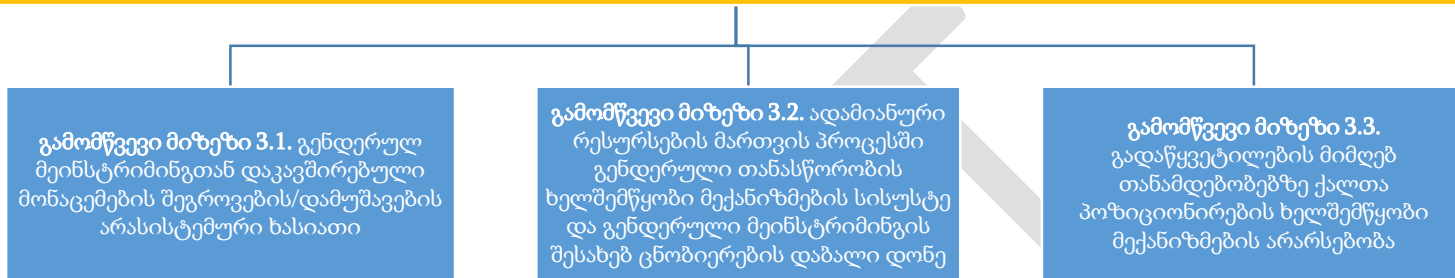 გამომწვევი მიზეზი 3.1. გენდერულ
მეინსტრიმინგთან დაკავშირებული
მონაცემების შეგროვების/დამუშავების
არასისტემური ხასიათი
გამომწვევი მიზეზი 3.2. ადამიანური
რესურსების მართვის პროცესში
გენდერული თანასწორობის
ხელშემწყობი მექანიზმების სისუსტე
და გენდერული მეინსტრიმინგის
შესახებ ცნობიერების დაბალი დონე
გამომწვევი მიზეზი 3.3.
გადაწყვეტილების მიმღებ
თანამდებობებზე ქალთა
პოზიციონირების ხელშემწყობი
მექანიზმების არარსებობა